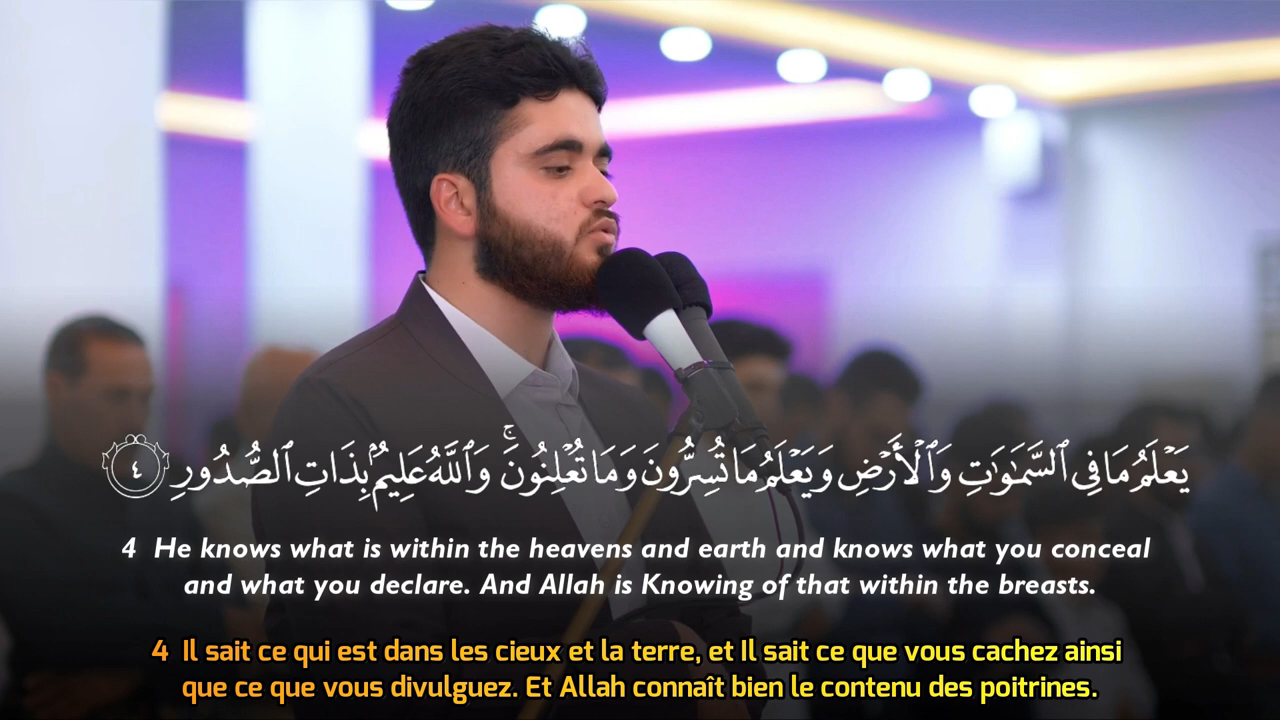 يَعْلَمُ مَا فِى ٱلسَّمَـٰوَٰتِ وَٱلْأَرْضِ وَيَعْلَمُ مَا تُسِرُّونَ وَمَا تُعْلِنُونَ ۚ وَٱللَّهُ عَلِيمٌۢ بِذَاتِ ٱلصُّدُورِ ٤
4 He knows what is within the heavens and earth and knows what you conceal
and what you declare. And Allah is Knowing of that within the breasts.
4 Il sait ce qui est dans les cieux et la terre, et Il sait ce que vous cachez ainsi
que ce que vous divulguez. Et Allah connaît bien le contenu des poitrines.